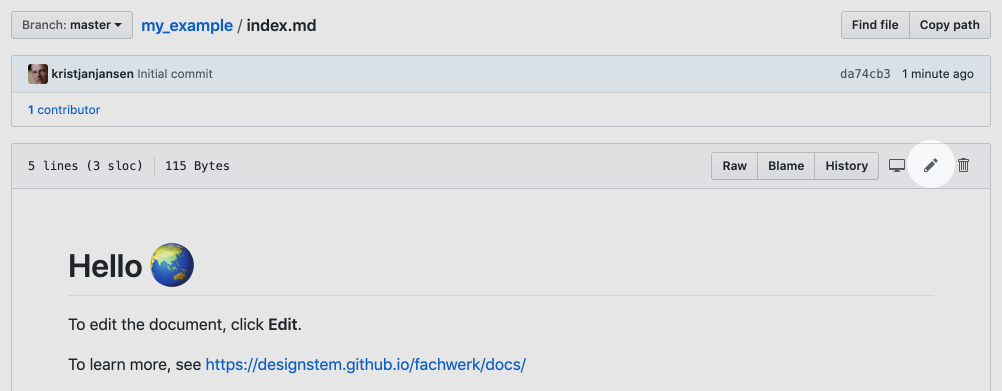 Branch: master my_example / index.md Find file Copy path
kristjanjansen Initial commit da74cb3 1 minute ago
1 contributor
5 lines (3 sloc) 115 Bytes Raw Blame History
Hello 🌏
To edit the document, click Edit.
To learn more, see https://designstem.github.io/fachwerk/docs/